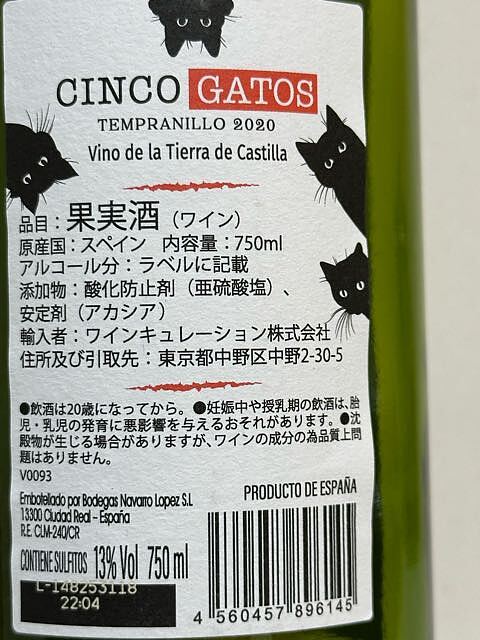 CINCO GATOS
TEMPRANILLO 2020
Vino de la Tierra de Castilla
品目：果実酒（ワイン）
原産国：スペイン　内容量：750ml
アルコール分：ラベルに記載
添加物：酸化防止剤（亜硫酸塩）、
安定剤（アカシア）
輸入者：ワインキュレーション株式会社
住所及び引取先：東京都中野区中野2-30-5
●飲酒は20歳になってから。●妊娠中や授乳期の飲酒は、胎
児・乳児の発育に悪影響を与えるおそれがあります。●沈
殿物が生じる場合がありますが、ワインの成分の為品質上問
題はありません。
V0093
PRODUCTO DE ESPAÑA
Embotellado por Bodegas Navarro Lopez S.L
13300 Ciudad Real - España
R.E. CLM-240/CR
CONTIENE SULFITOS 13% Vol 750 ml
L-148253118
22:04
4 560457 896145